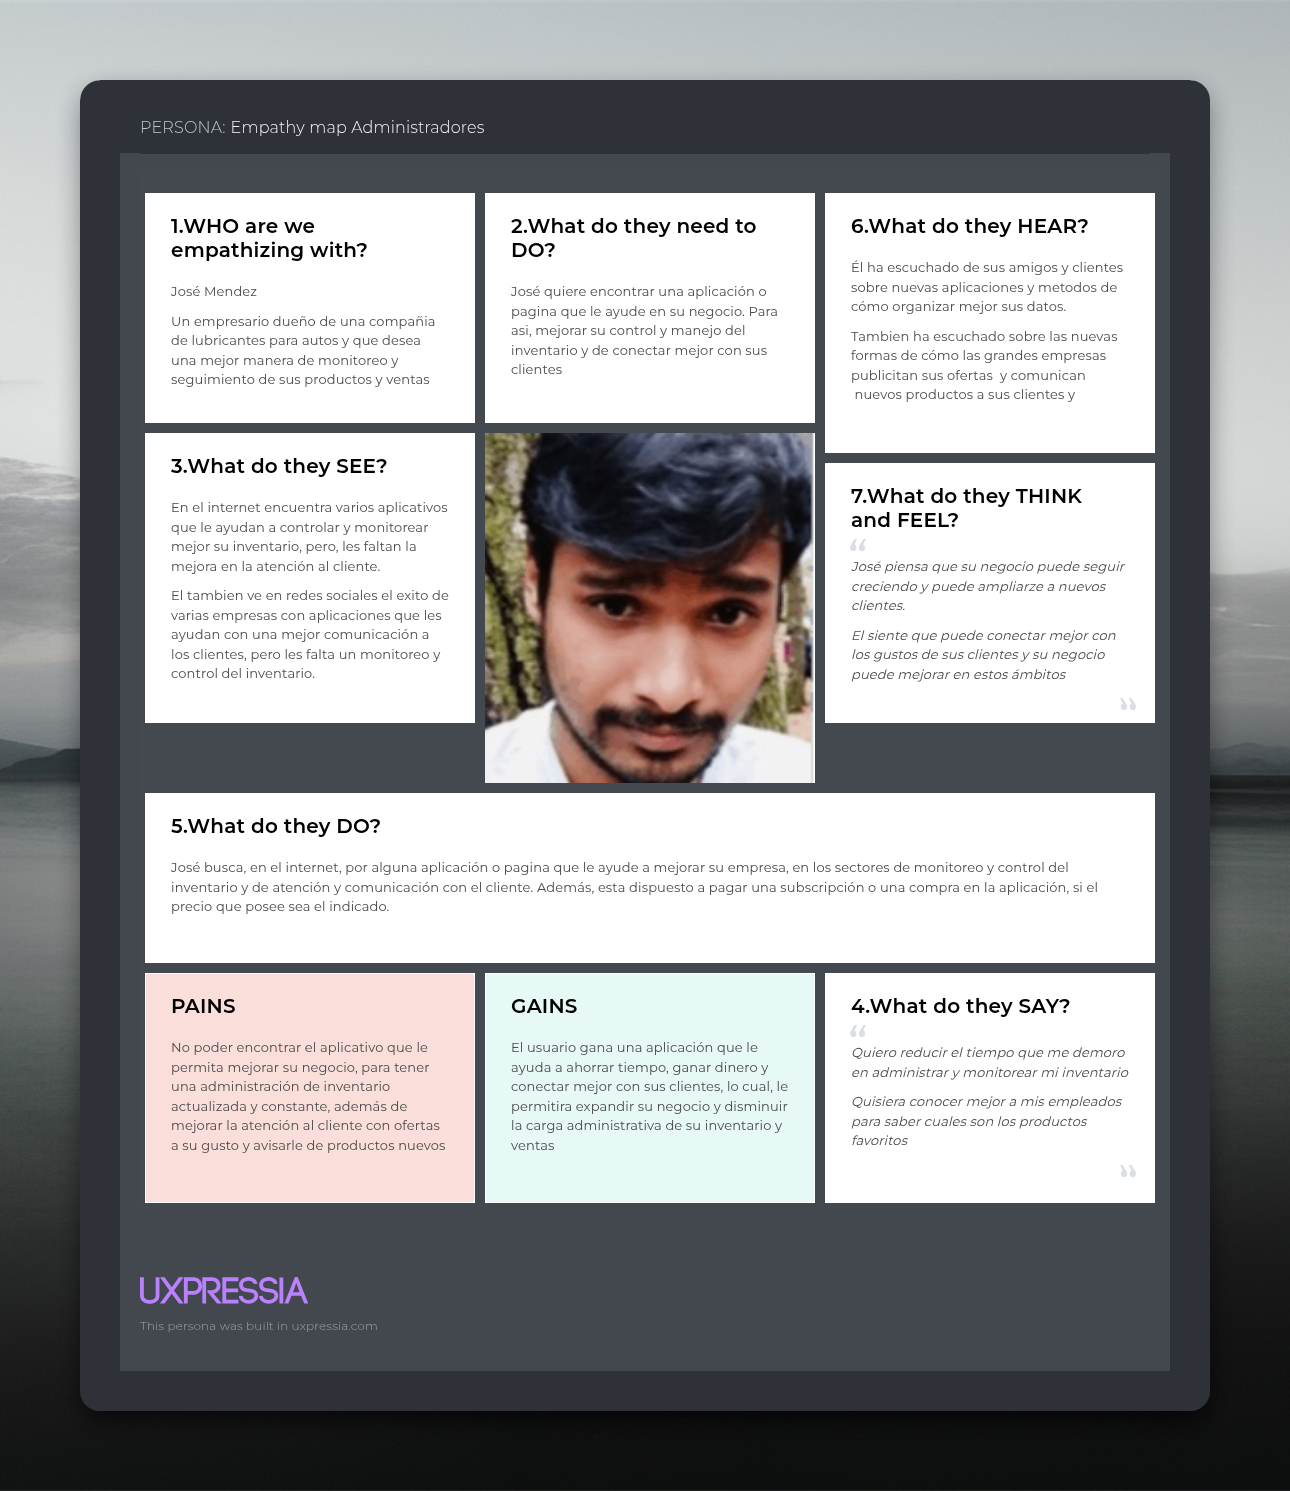 PERSONA: Empathy map Administradores
1.WHO are we
empathizing with?
José Mendez
Un empresario dueño de una compañia
de lubricantes para autos y que desea
una mejor manera de monitoreo y
seguimiento de sus productos y ventas
2.What do they need to
DO?
José quiere encontrar una aplicación o
pagina que le ayude en su negocio. Para
asi, mejorar su control y manejo del
inventario y de conectar mejor con sus
clientes
6.What do they HEAR?
Él ha escuchado de sus amigos y clientes
sobre nuevas aplicaciones y metodos de
cómo organizar mejor sus datos.
Tambien ha escuchado sobre las nuevas
formas de cómo las grandes empresas
publicitan sus ofertas  y comunican
nuevos productos a sus clientes y
3.What do they SEE?
En el internet encuentra varios aplicativos
que le ayudan a controlar y monitorear
mejor su inventario, pero, les faltan la
mejora en la atención al cliente.
El tambien ve en redes sociales el exito de
varias empresas con aplicaciones que les
ayudan con una mejor comunicación a
los clientes, pero les falta un monitoreo y
control del inventario.
7.What do they THINK
and FEEL?
“
José piensa que su negocio puede seguir
creciendo y puede ampliarze a nuevos
clientes.
El siente que puede conectar mejor con
los gustos de sus clientes y su negocio
puede mejorar en estos ámbitos
”
5.What do they DO?
José busca, en el internet, por alguna aplicación o pagina que le ayude a mejorar su empresa, en los sectores de monitoreo y control del
inventario y de atención y comunicación con el cliente. Además, esta dispuesto a pagar una subscripción o una compra en la aplicación, si el
precio que posee sea el indicado.
PAINS
No poder encontrar el aplicativo que le
permita mejorar su negocio, para tener
una administración de inventario
actualizada y constante, además de
mejorar la atención al cliente con ofertas
a su gusto y avisarle de productos nuevos
GAINS
El usuario gana una aplicación que le
ayuda a ahorrar tiempo, ganar dinero y
conectar mejor con sus clientes, lo cual, le
permitira expandir su negocio y disminuir
la carga administrativa de su inventario y
ventas
4.What do they SAY?
“
Quiero reducir el tiempo que me demoro
en administrar y monitorear mi inventario
Quisiera conocer mejor a mis empleados
para saber cuales son los productos
favoritos
”
UXPRESSIA
This persona was built in uxpressia.com